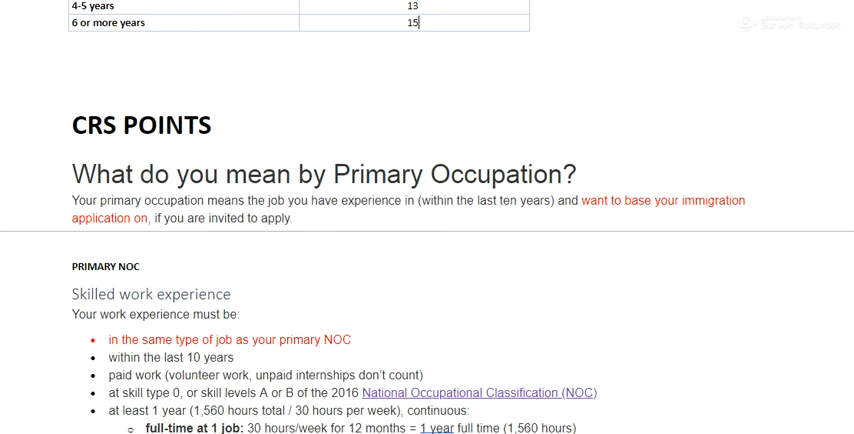 4-5 years 13
6 or more years 15
CRS POINTS
What do you mean by Primary Occupation?
Your primary occupation means the job you have experience in (within the last ten years) and want to base your immigration
application on, if you are invited to apply.
PRIMARY NOC
Skilled work experience
Your work experience must be:
• in the same type of job as your primary NOC
• within the last 10 years
• paid work (volunteer work, unpaid internships don’t count)
• at skill type 0, or skill levels A or B of the 2016 National Occupational Classification (NOC)
• at least 1 year (1,560 hours total / 30 hours per week), continuous:
o full-time at 1 job: 30 hours/week for 12 months = 1 year full time (1,560 hours)